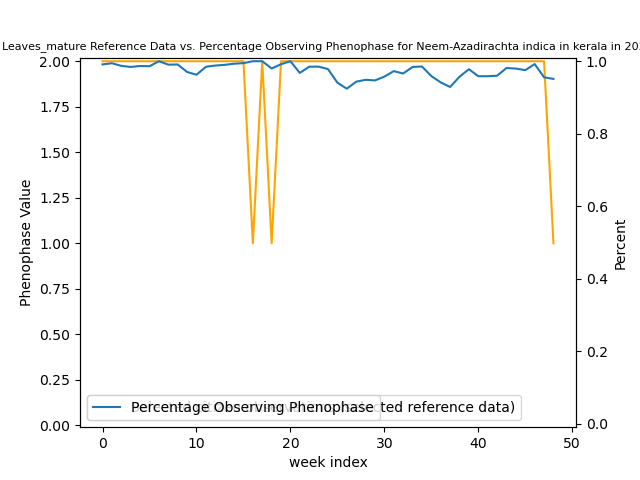 Leaves_mature Reference Data vs. Percentage Observing Phenophase for Neem-Azadirachta indica in kerala in 20
2.00
1.75
1.50
1.25
1.00
0.75
0.50
0.25
0.00
Phenophase Value
1.0
0.8
0.6
0.4
0.2
0.0
Percent
Percentage Observing Phenophase ted reference data)
0 10 20 30 40 50
week index